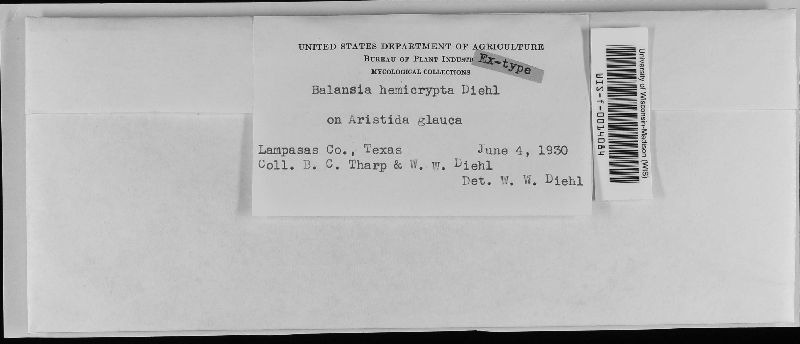 UNITED STATES DEPARTMENT OF AGRICULTURE
BUREAU OF PLANT INDUSTR
Ex-type
MYCOLOGICAL COLLECTIONS
Balansia hemicrypta Diehl
on Aristida glauca
Lampasas Co., Texas June 4, 1930
Coll. B. C. Tharp & W. W. Diehl
Det. W. W. Diehl
University of Wisconsin-Madison (WIS)
WIS-f-0014084